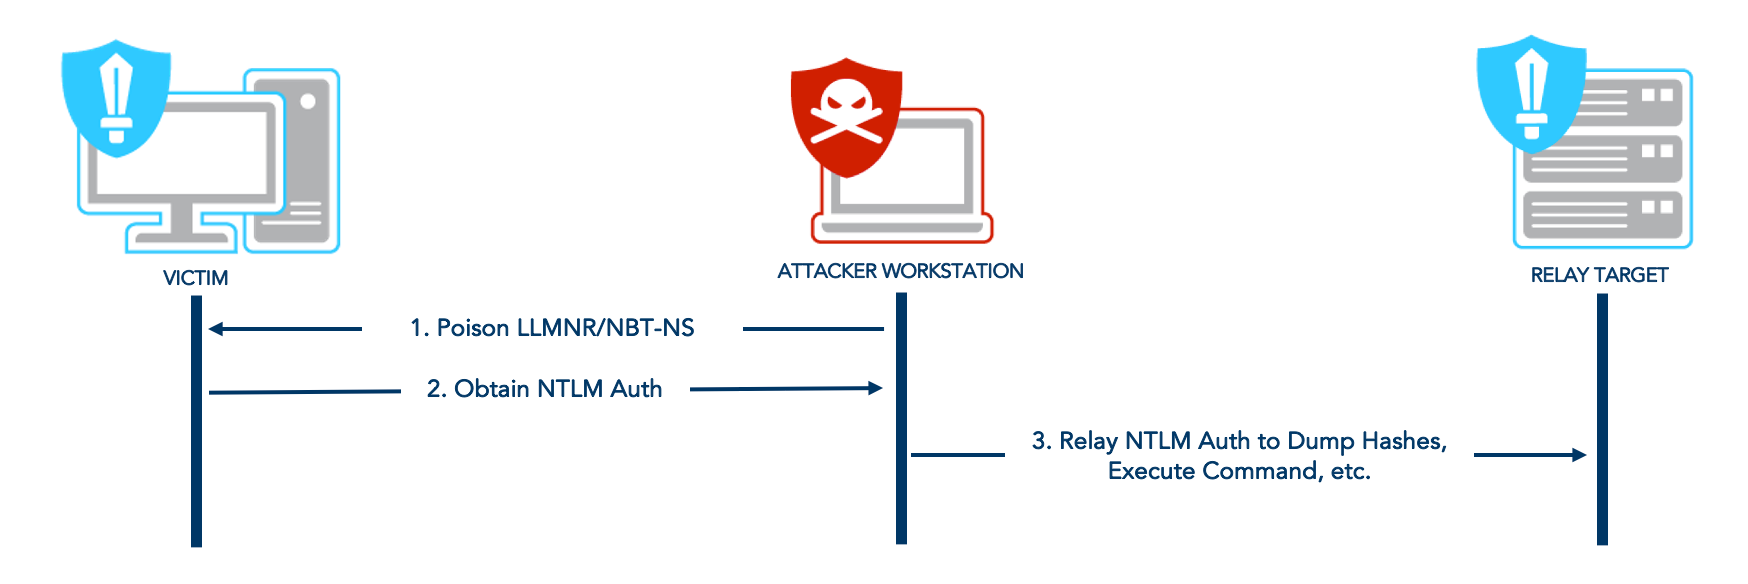 VICTIM
ATTACKER WORKSTATION
RELAY TARGET
1. Poison LLMNR/NBT-NS
2. Obtain NTLM Auth
3. Relay NTLM Auth to Dump Hashes,
Execute Command, etc.